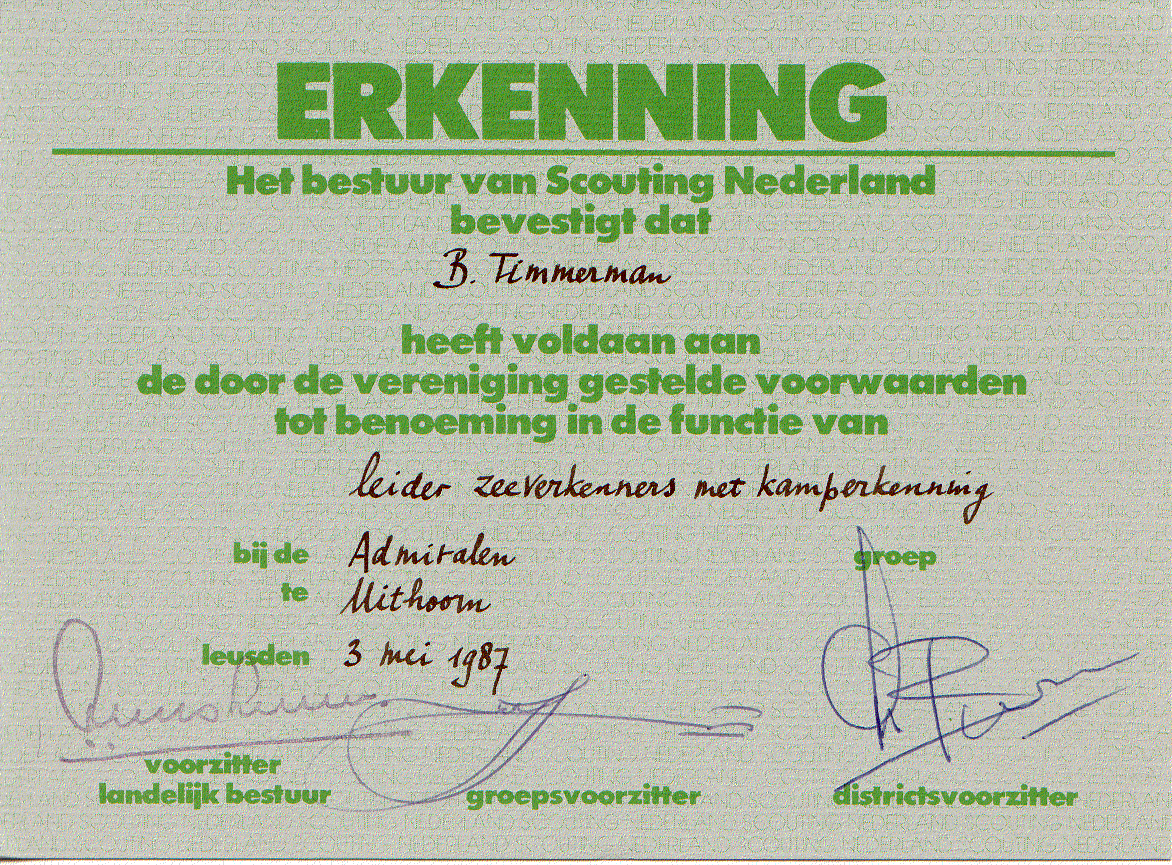 ERKENNING
Het bestuur van Scouting Nederland
bevestigt dat
B. Timmerman
heeft voldaan aan
de door de vereniging gestelde voorwaarden
tot benoeming in de functie van
leider zeeverkenners met kamperkenning
bij de Admiralen groep
te Uithoorn
leusden 3 mei 1987
voorzitter
landelijk bestuur groepsvoorzitter districtsvoorzitter